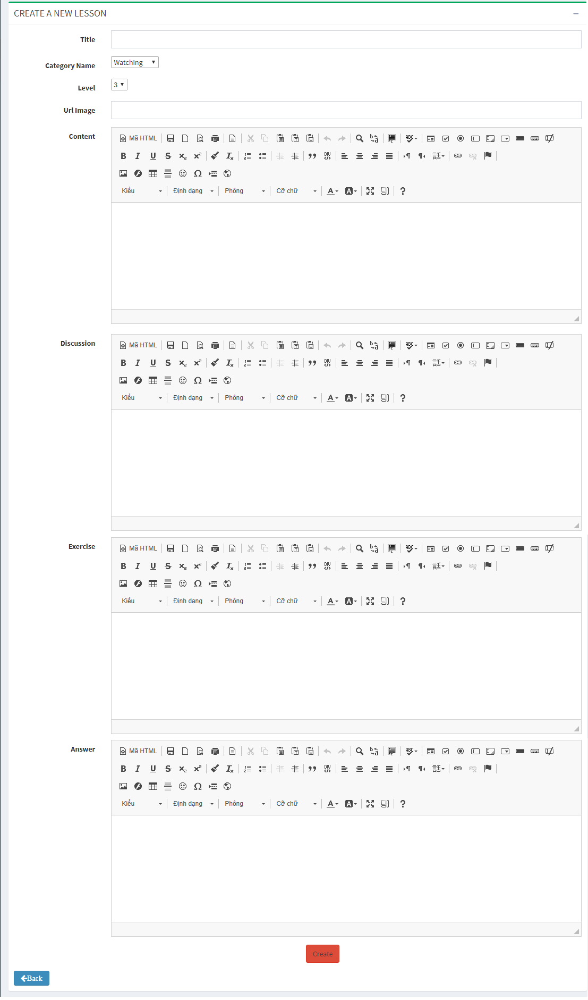 CREATE A NEW LESSON
Title
Category Name
Watching
Level
3
Url Image
Content
Mã HTML
Kiểu
Định dạng
Phông
Cỡ chữ
Discussion
Mã HTML
Kiểu
Định dạng
Phông
Cỡ chữ
Exercise
Mã HTML
Kiểu
Định dạng
Phông
Cỡ chữ
Answer
Mã HTML
Kiểu
Định dạng
Phông
Cỡ chữ
Create
Back